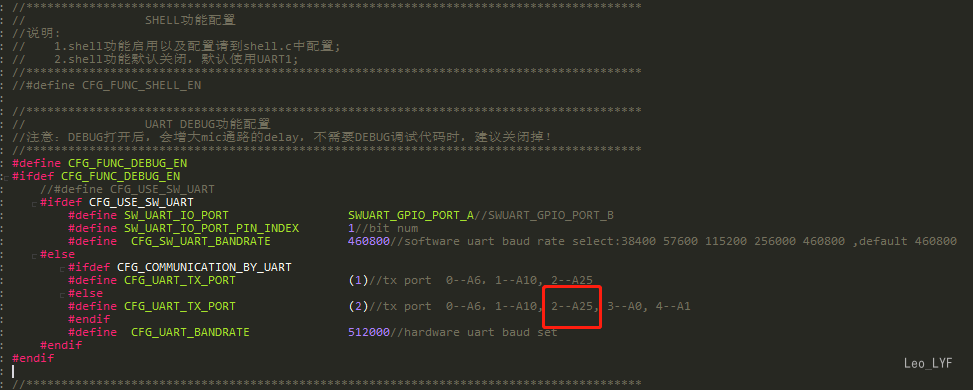 //****************************************************************************************
//                 SHELL功能配置
//说明:
//    1.shell功能启用以及配置请到shell.c中配置;
//    2.shell功能默认关闭, 默认使用UART1;
//****************************************************************************************
//#define CFG_FUNC_SHELL_EN
//****************************************************************************************
//                 UART DEBUG功能配置
//注意: DEBUG打开后, 会增大mic通路的delay, 不需要DEBUG调试代码时, 建议关闭掉!
//****************************************************************************************
#define CFG_FUNC_DEBUG_EN
#ifdef CFG_FUNC_DEBUG_EN
    //#define CFG_USE_SW_UART
    #ifdef CFG_USE_SW_UART
        #define SW_UART_IO_PORT                 SWUART_GPIO_PORT_A//SWUART_GPIO_PORT_B
        #define SW_UART_IO_PORT_PIN_INDEX       1//bit num
        #define  CFG_SW_UART_BANDRATE           460800//software uart baud rate select:38400 57600 115200 256000 460800 ,default 460800
    #else
        #ifdef CFG_COMMUNICATION_BY_UART
        #define CFG_UART_TX_PORT                (1)//tx port  0--A6, 1--A10, 2--A25
        #else
        #define CFG_UART_TX_PORT                (2)//tx port  0--A6, 1--A10, 2--A25, 3--A0, 4--A1
        #endif
        #define  CFG_UART_BANDRATE              512000//hardware uart baud set
    #endif
#endif
Leo_LYF
//****************************************************************************************